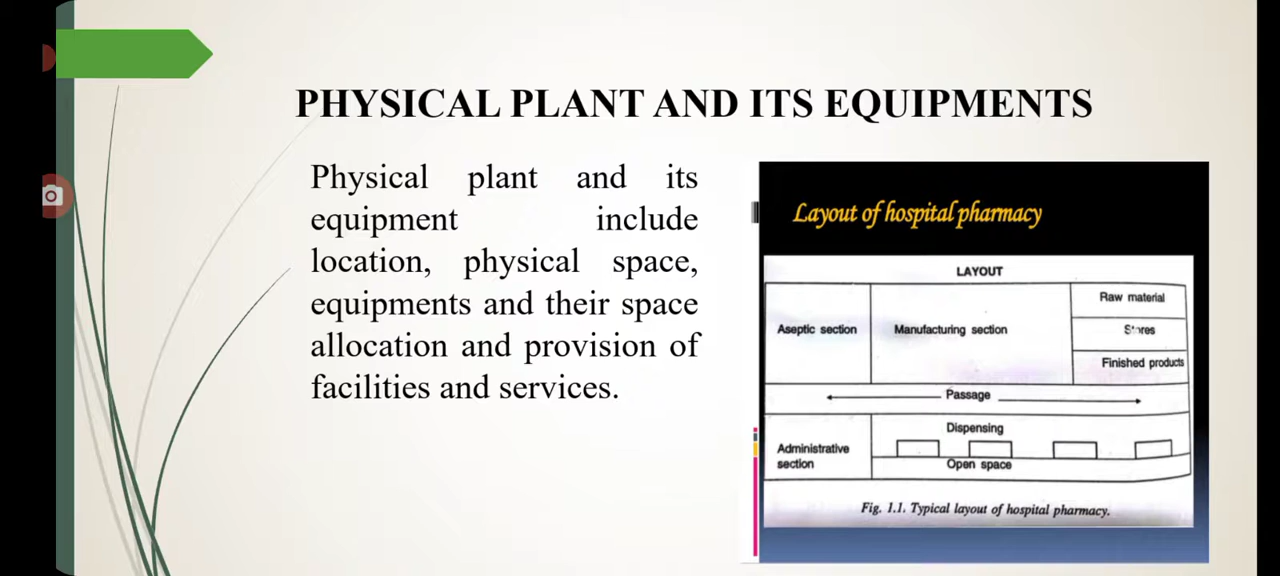 PHYSICAL PLANT AND ITS EQUIPMENTS
Physical plant and its
equipment include
location, physical space,
equipments and their space
allocation and provision of
facilities and services.
Layout of hospital pharmacy
LAYOUT
Aseptic section
Manufacturing section
Raw material
Stores
Finished products
Passage
Administrative
section
Dispensing
Open space
Fig. 1.1. Typical layout of hospital pharmacy.